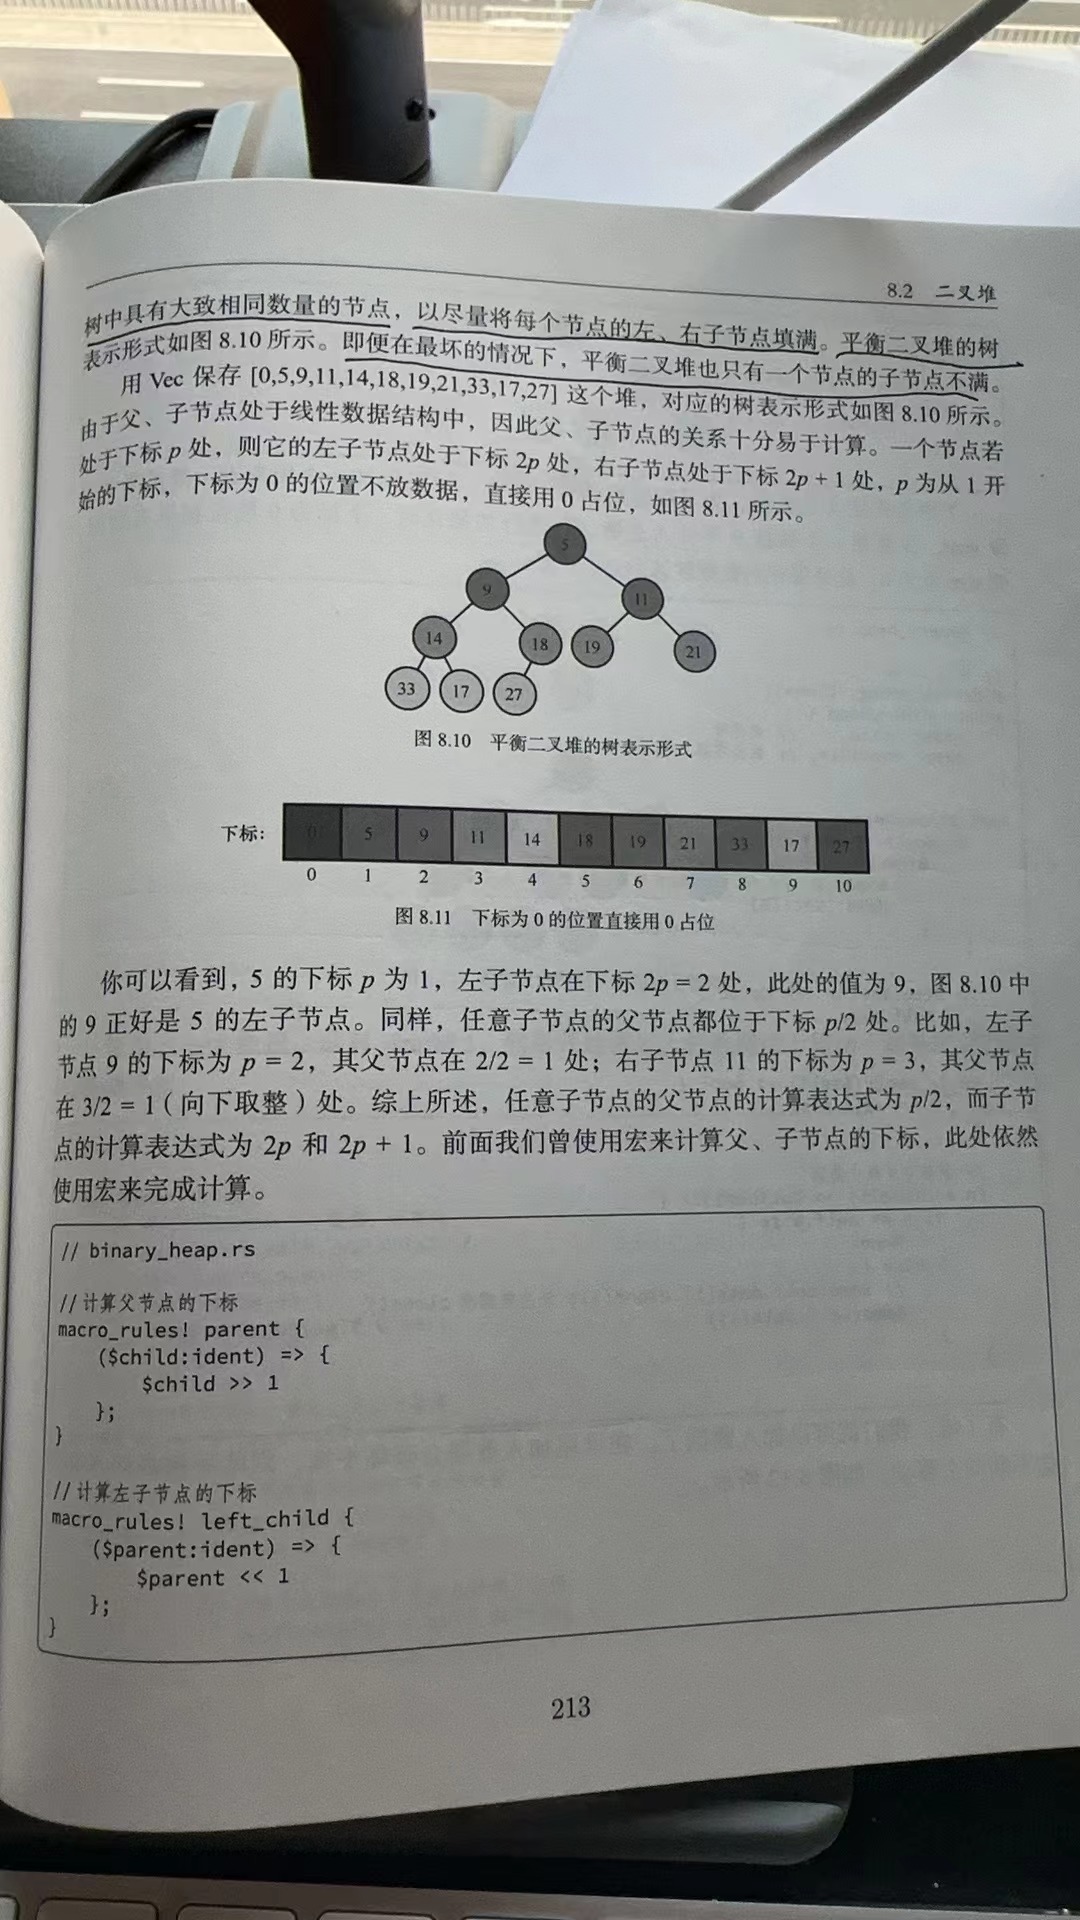 8.2 二叉堆
树中具有大致相同数量的节点，以尽量将每个节点的左、右子节点填满。平衡二叉堆的树
表示形式如图 8.10 所示。即便在最坏的情况下，平衡二叉堆也只有一个节点的子节点不满。
用 Vec 保存 [0,5,9,11,14,18,19,21,33,17,27] 这个堆，对应的树表示形式如图 8.10 所示。
由于父、子节点处于线性数据结构中，因此父、子节点的关系十分易于计算。一个节点若
处于下标 p 处，则它的左子节点处于下标 2p 处，右子节点处于下标 2p + 1 处，p 为从 1 开
始的下标，下标为 0 的位置不放数据，直接用 0 占位，如图 8.11 所示。
5
9 11
14 18 19 21
33 17 27
图 8.10 平衡二叉堆的树表示形式
下标: 0 5 9 11 14 18 19 21 33 17 27
0 1 2 3 4 5 6 7 8 9 10
图 8.11 下标为 0 的位置直接用 0 占位
你可以看到，5 的下标 p 为 1，左子节点在下标 2p = 2 处，此处的值为 9，图 8.10 中
的 9 正好是 5 的左子节点。同样，任意子节点的父节点都位于下标 p/2 处。比如，左子
节点 9 的下标为 p = 2，其父节点在 2/2 = 1 处；右子节点 11 的下标为 p = 3，其父节点
在 3/2 = 1（向下取整）处。综上所述，任意子节点的父节点的计算表达式为 p/2，而子节
点的计算表达式为 2p 和 2p + 1。前面我们曾使用宏来计算父、子节点的下标，此处依然
使用宏来完成计算。
// binary_heap.rs
// 计算父节点的下标
macro_rules! parent {
($child:ident) => {
$child >> 1
};
}
// 计算左子节点的下标
macro_rules! left_child {
($parent:ident) => {
$parent << 1
};
}
213